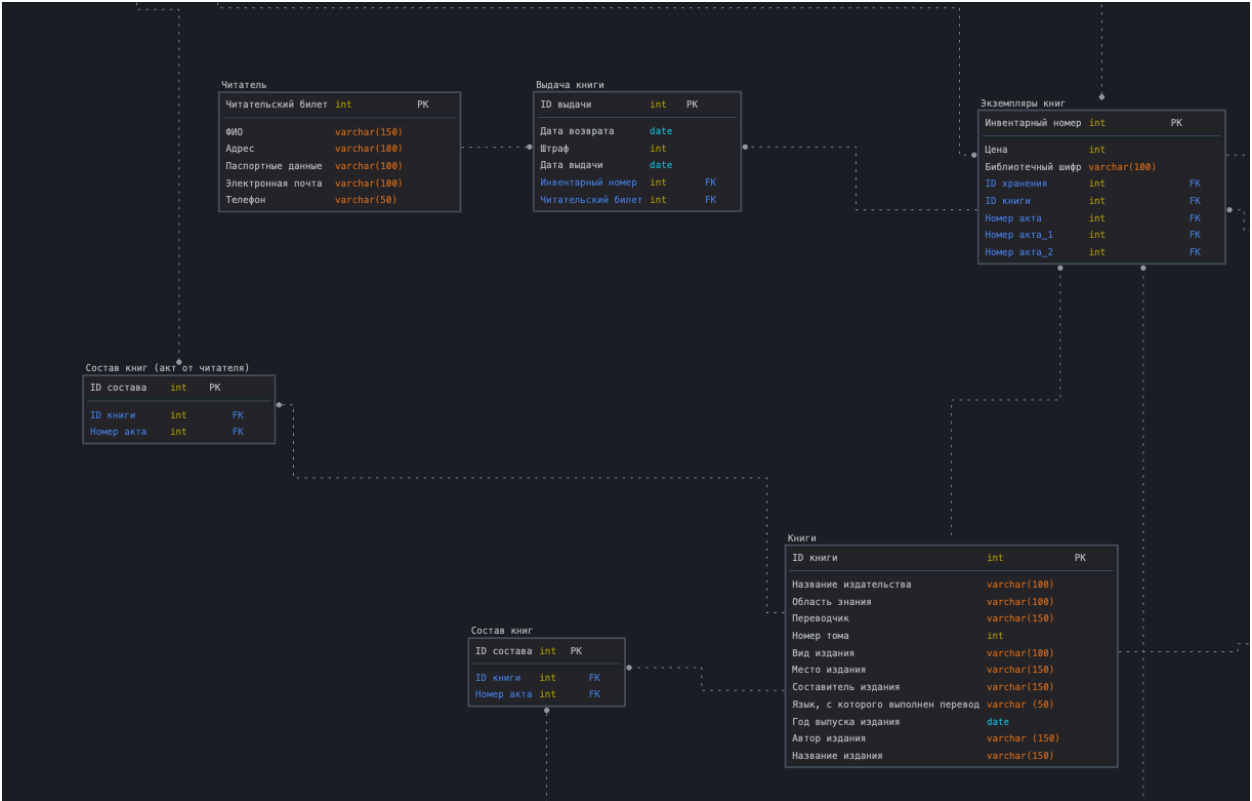 Читатель
Читательский билет int PK
ФИО varchar(150)
Адрес varchar(100)
Паспортные данные varchar(100)
Электронная почта varchar(100)
Телефон varchar(50)
Выдача книги
ID выдачи int PK
Дата возврата date
Штраф int
Дата выдачи date
Инвентарный номер int FK
Читательский билет int FK
Экземпляры книг
Инвентарный номер int PK
Цена int
Библиотечный шифр varchar(100)
ID хранения int FK
ID книги int FK
Номер акта int FK
Номер акта_1 int FK
Номер акта_2 int FK
Состав книг (акт от читателя)
ID состава int PK
ID книги int FK
Номер акта int FK
Книги
ID книги int PK
Название издательства varchar(100)
Область знания varchar(100)
Переводчик varchar(150)
Номер тома int
Вид издания varchar(100)
Место издания varchar(150)
Составитель издания varchar(150)
Язык, с которого выполнен перевод varchar (50)
Год выпуска издания date
Автор издания varchar (150)
Название издания varchar(150)
Состав книг
ID состава int PK
ID книги int FK
Номер акта int FK